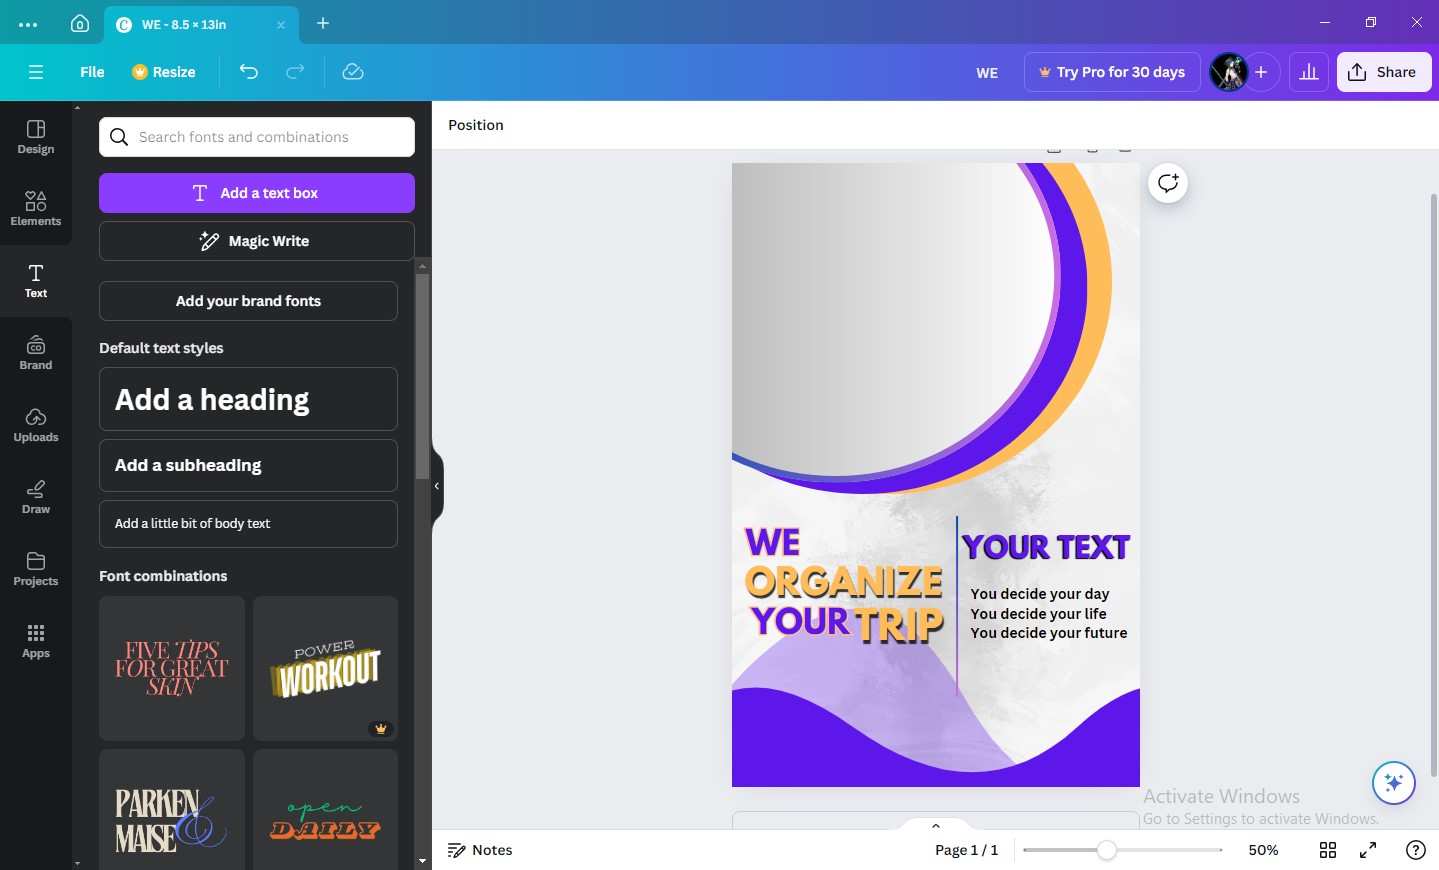 WE - 8.5 × 13in
File
Resize
WE
Try Pro for 30 days
Share
Design
Elements
Text
Brand
Uploads
Draw
Projects
Apps
Search fonts and combinations
Add a text box
Magic Write
Add your brand fonts
Default text styles
Add a heading
Add a subheading
Add a little bit of body text
Font combinations
FIVE TIPS
FOR GREAT
SKIN
POWER
WORKOUT
PARKEN
&
MAISE
open
DAILY
Position
WE
ORGANIZE
YOUR TRIP
YOUR TEXT
You decide your day
You decide your life
You decide your future
Activate Windows
Go to Settings to activate Windows.
Notes
Page 1 / 1
50%